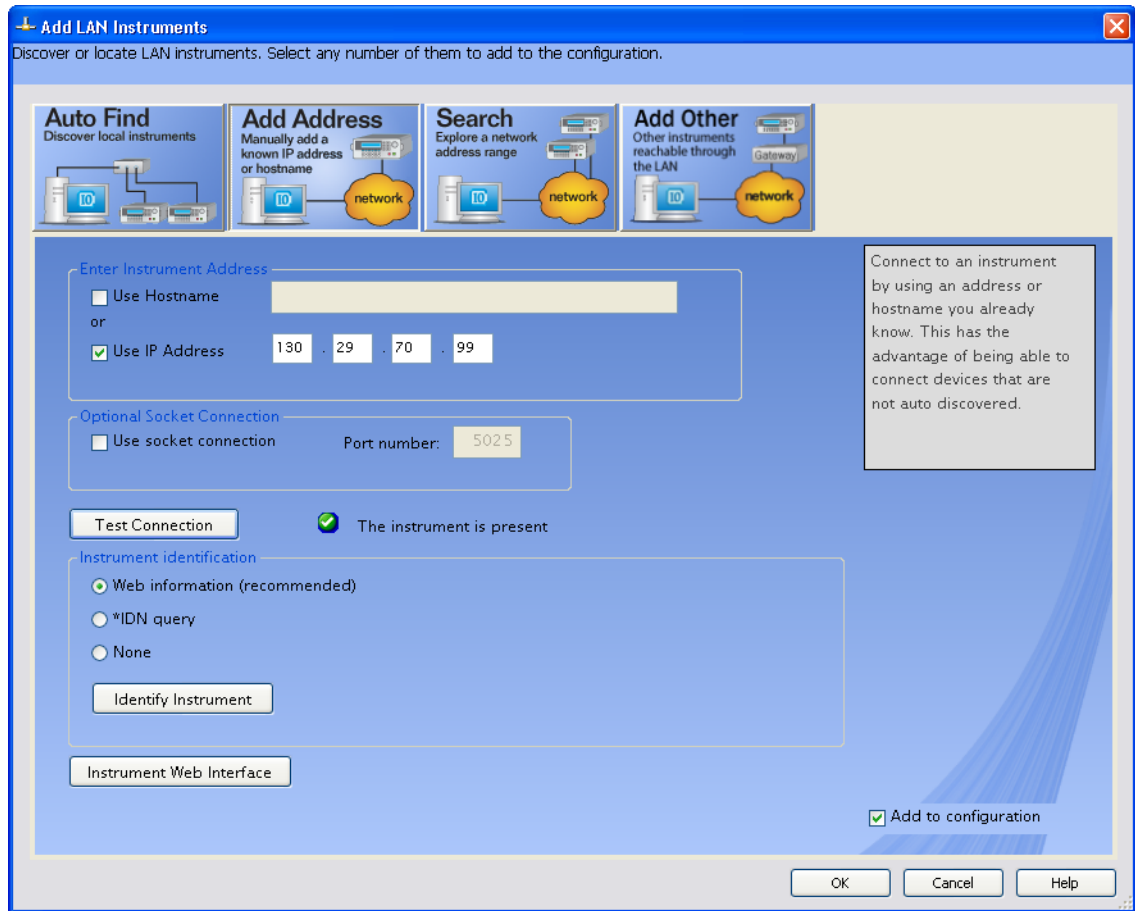 Add LAN Instruments
Discover or locate LAN instruments. Select any number of them to add to the configuration.
Auto Find
Discover local instruments
IO
Add Address
Manually add a
known IP address
or hostname
IO
network
Search
Explore a network
address range
IO
network
Add Other
Other instruments
reachable through
the LAN
Gateway
IO
network
Enter Instrument Address
Use Hostname
or
Use IP Address 130 . 29 . 70 . 99
Optional Socket Connection
Use socket connection Port number: 5025
Test Connection The instrument is present
Instrument identification
Web information (recommended)
*IDN query
None
Identify Instrument
Instrument Web Interface
Connect to an instrument
by using an address or
hostname you already
know. This has the
advantage of being able to
connect devices that are
not auto discovered.
Add to configuration
OK Cancel Help